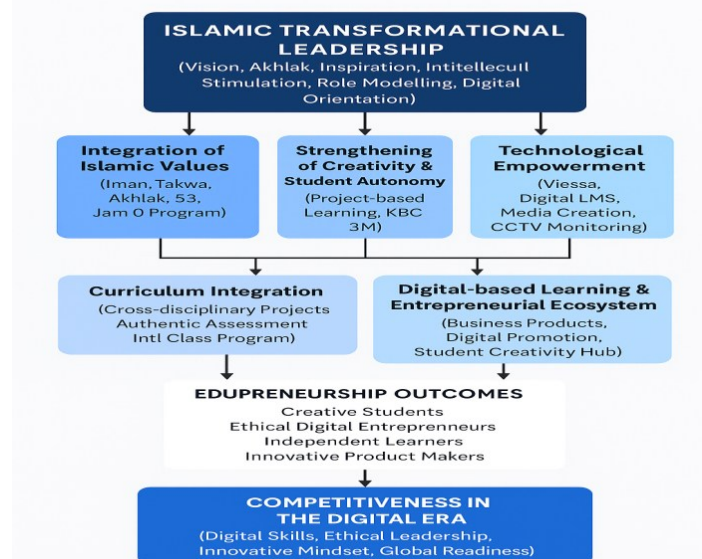 ISLAMIC TRANSFORMATIONAL
LEADERSHIP
(Vision, Akhlak, Inspiration, Intitellecuıl
Stimulation, Role Modelling, Digital
Orientation)
Integration of
Islamic Values
(Iman, Takwa,
Akhlak, 53,
Jam 0 Program)
Strengthening
of Creativity &
Student Autonomy
(Project-based
Learning, KBC
3M)
Technological
Empowerment
(Viessa,
Digital LMS,
Media Creation,
CCTV Monitoring)
Curriculum Integration
(Cross-disciplinary Projects
Authentic Assessment
Intl Class Program)
Digital-based Learning &
Entrepreneurial Ecosystem
(Business Products,
Digital Promotion,
Student Creativity Hub)
EDUPRENEURSHIP OUTCOMES
Creative Students
Ethical Digital Entrepreneurs
Independent Learners
Innovative Product Makers
COMPETITIVENESS IN
THE DIGITAL ERA
(Digital Skills, Ethical Leadership,
Innovative Mindset, Global Readiness)